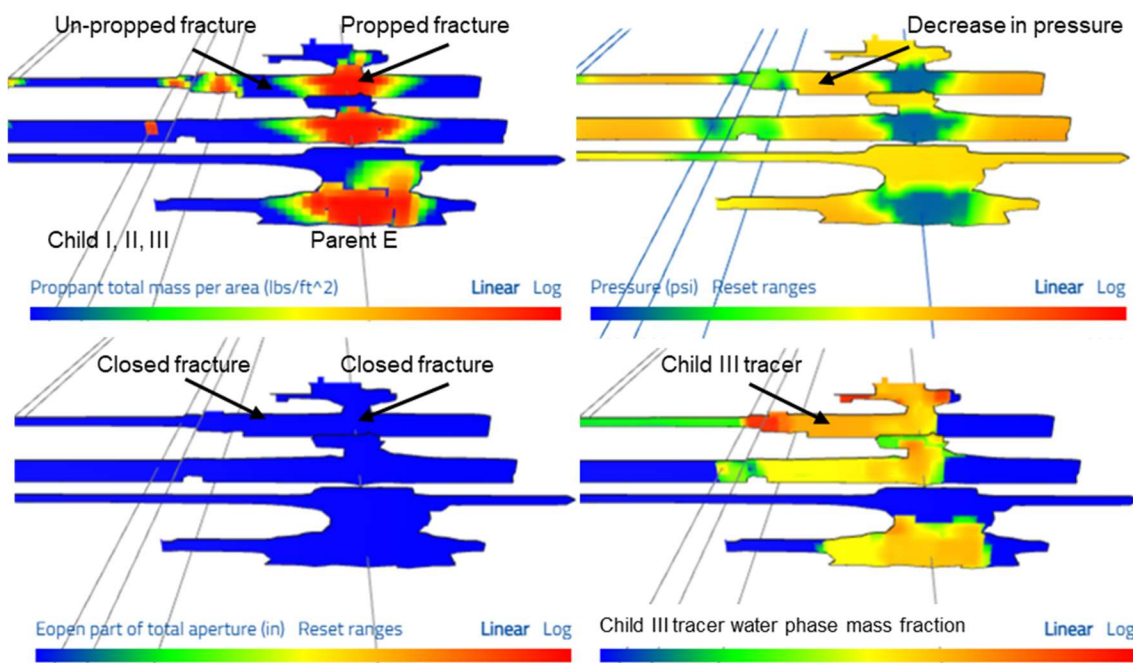 Un-propped fracture
Propped fracture
Child I, II, III
Parent E
Proppant total mass per area (lbs/ft^2)
Linear Log
Decrease in pressure
Pressure (psi) Reset ranges
Linear Log
Closed fracture
Closed fracture
Eopen part of total aperture (in) Reset ranges
Linear Log
Child III tracer
Child III tracer water phase mass fraction
Linear